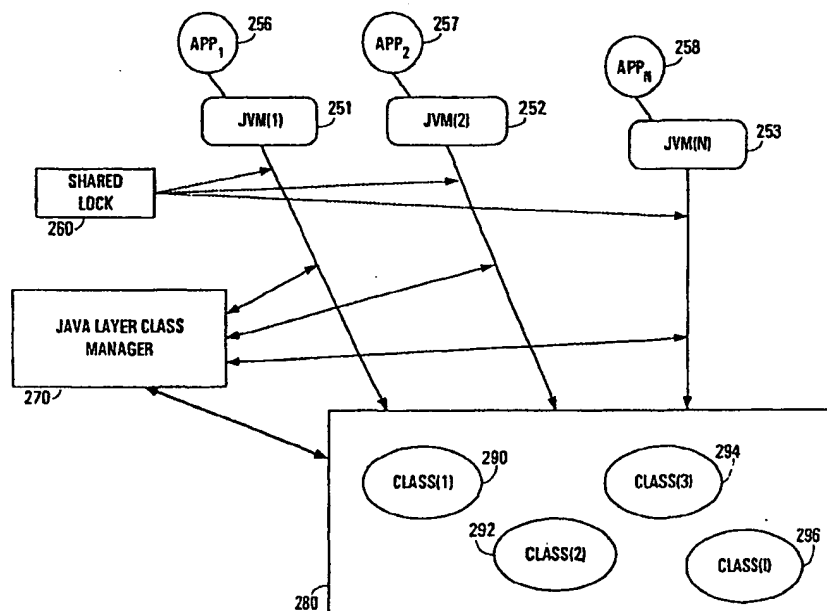 256
APP1
257
APP2
258
APPN
JVM(1)
251
JVM(2)
252
JVM(N)
253
SHARED
LOCK
260
JAVA LAYER CLASS
MANAGER
270
290
CLASS(1)
294
CLASS(3)
292
CLASS(2)
296
CLASS(I)
280